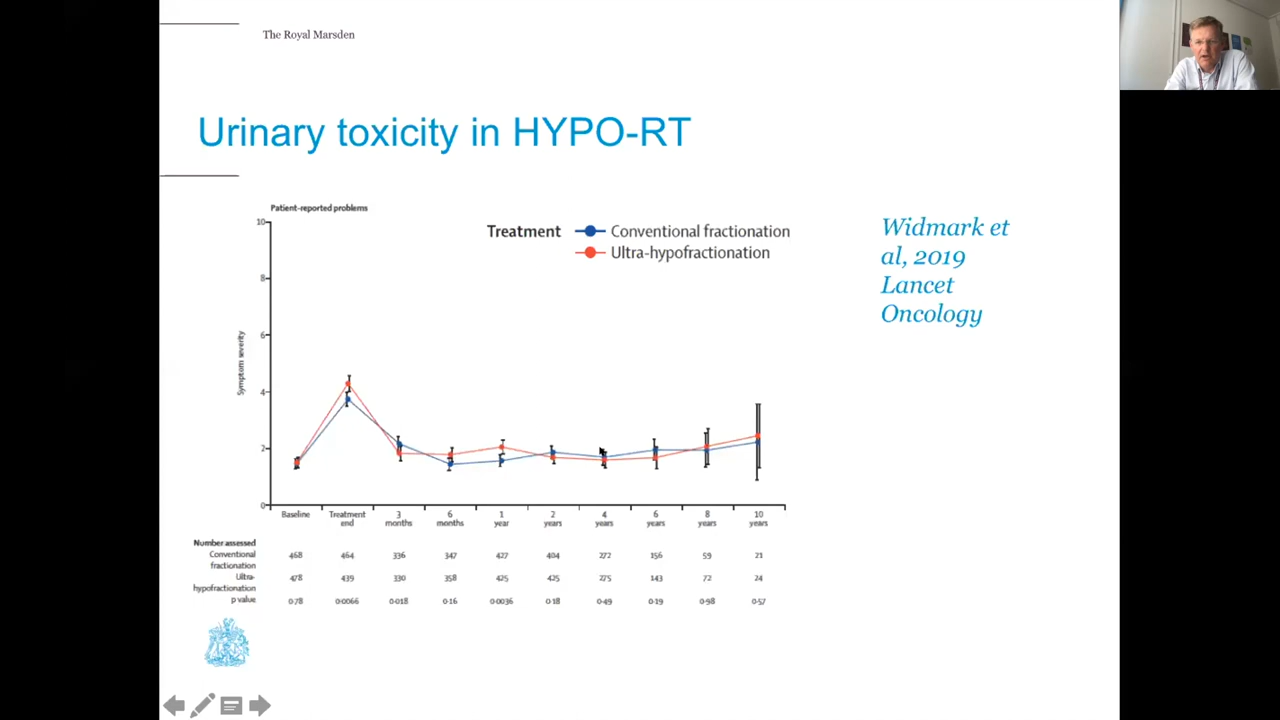 The Royal Marsden
Urinary toxicity in HYPO-RT
Patient-reported problems
Treatment
Conventional fractionation
Ultra-hypofractionation
Widmark et
al, 2019
Lancet
Oncology
Symptom severity
10
8
6
4
2
0
Baseline Treatment 3 6 1 2 4 6 8 10
end months months year years years years years years
Number assessed
Conventional 468 464 336 347 427 404 272 156 59 21
fractionation
Ultra- 478 439 330 358 425 425 275 143 72 24
hypofractionation
p value 0·78 0·0066 0·018 0·16 0·0036 0·18 0·49 0·19 0·98 0·57